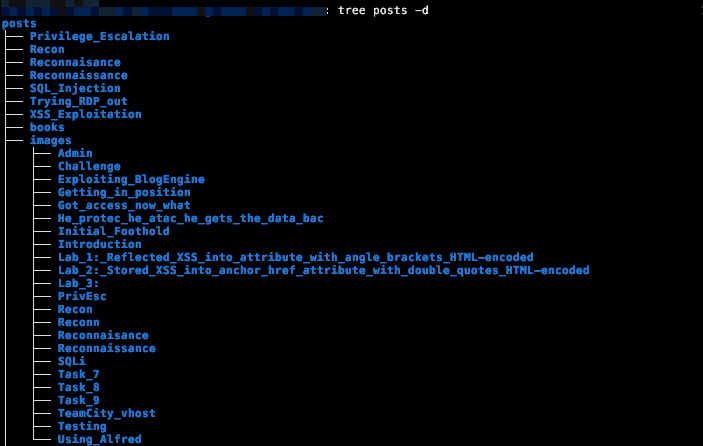 : tree posts -d
posts
├── Privilege_Escalation
├── Recon
├── Reconnaisance
├── Reconnaissance
├── SQL_Injection
├── Trying_RDP_out
├── XSS_Exploitation
├── books
├── images
│   ├── Admin
│   ├── Challenge
│   ├── Exploiting_BlogEngine
│   ├── Getting_in_position
│   ├── Got_access_now_what
│   ├── He_protec_he_atac_he_gets_the_data_bac
│   ├── Initial_Foothold
│   ├── Introduction
│   ├── Lab_1:_Reflected_XSS_into_attribute_with_angle_brackets_HTML-encoded
│   ├── Lab_2:_Stored_XSS_into_anchor_href_attribute_with_double_quotes_HTML-encoded
│   ├── Lab_3:
│   ├── PrivEsc
│   ├── Recon
│   ├── Reconn
│   ├── Reconnaisance
│   ├── Reconnaissance
│   ├── SQLi
│   ├── Task_7
│   ├── Task_8
│   ├── Task_9
│   ├── TeamCity_vhost
│   ├── Testing
│   └── Using_Alfred